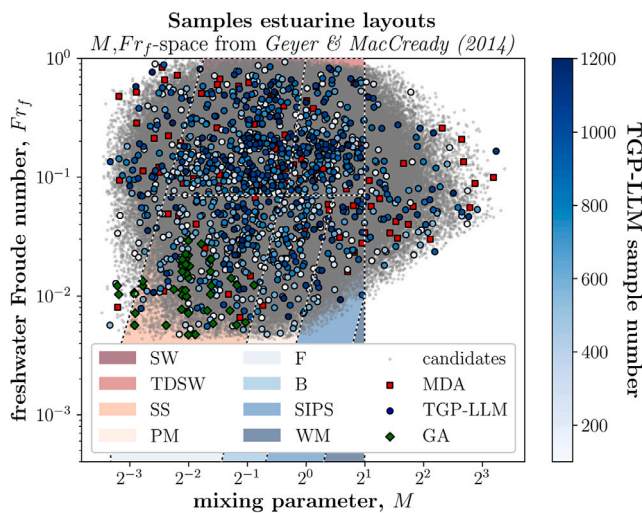 Samples estuarine layouts
M,Fr_f-space from Geyer & MacCready (2014)
freshwater Froude number, Fr_f
10^0
10^-1
10^-2
10^-3
SW
TDSW
SS
PM
F
B
SIPS
WM
candidates
MDA
TGP-LLM
GA
2^-3 2^-2 2^-1 2^0 2^1 2^2 2^3
mixing parameter, M
1200
1000
800
600
400
200
TGP-LLM sample number